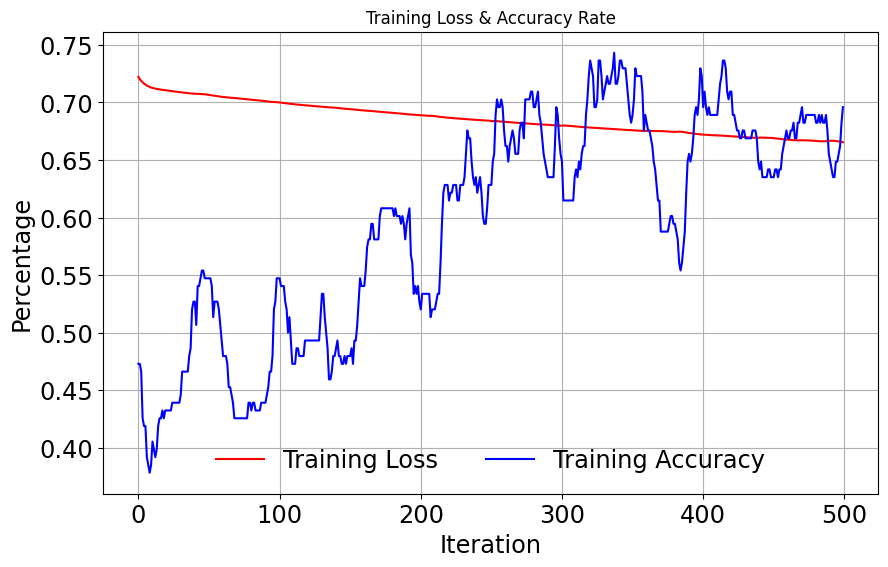 Training Loss & Accuracy Rate
0.75
0.70
0.65
0.60
0.55
0.50
0.45
0.40
Percentage
Training Loss Training Accuracy
0 100 200 300 400 500
Iteration